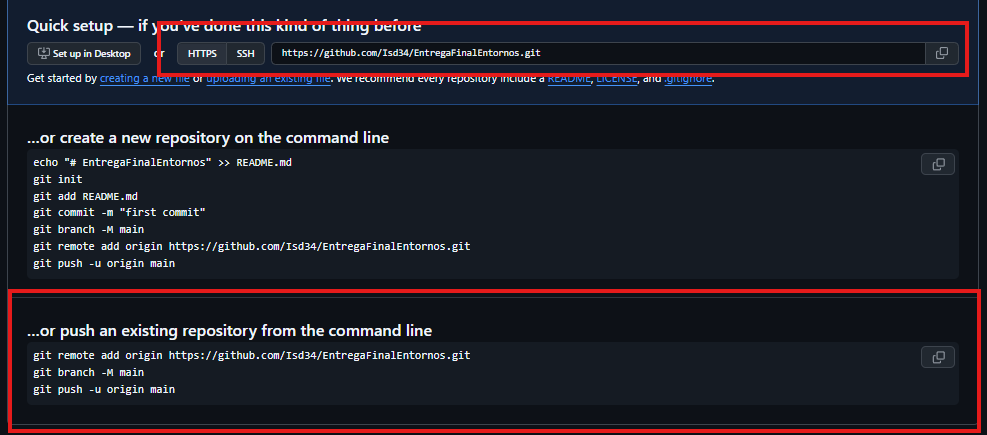 Quick setup — if you've done this kind of thing before
Set up in Desktop or HTTPS SSH https://github.com/Isd34/EntregaFinalEntornos.git
Get started by creating a new file or uploading an existing file. We recommend every repository include a README, LICENSE, and .gitignore.
...or create a new repository on the command line
echo "# EntregaFinalEntornos" >> README.md
git init
git add README.md
git commit -m "first commit"
git branch -M main
git remote add origin https://github.com/Isd34/EntregaFinalEntornos.git
git push -u origin main
...or push an existing repository from the command line
git remote add origin https://github.com/Isd34/EntregaFinalEntornos.git
git branch -M main
git push -u origin main